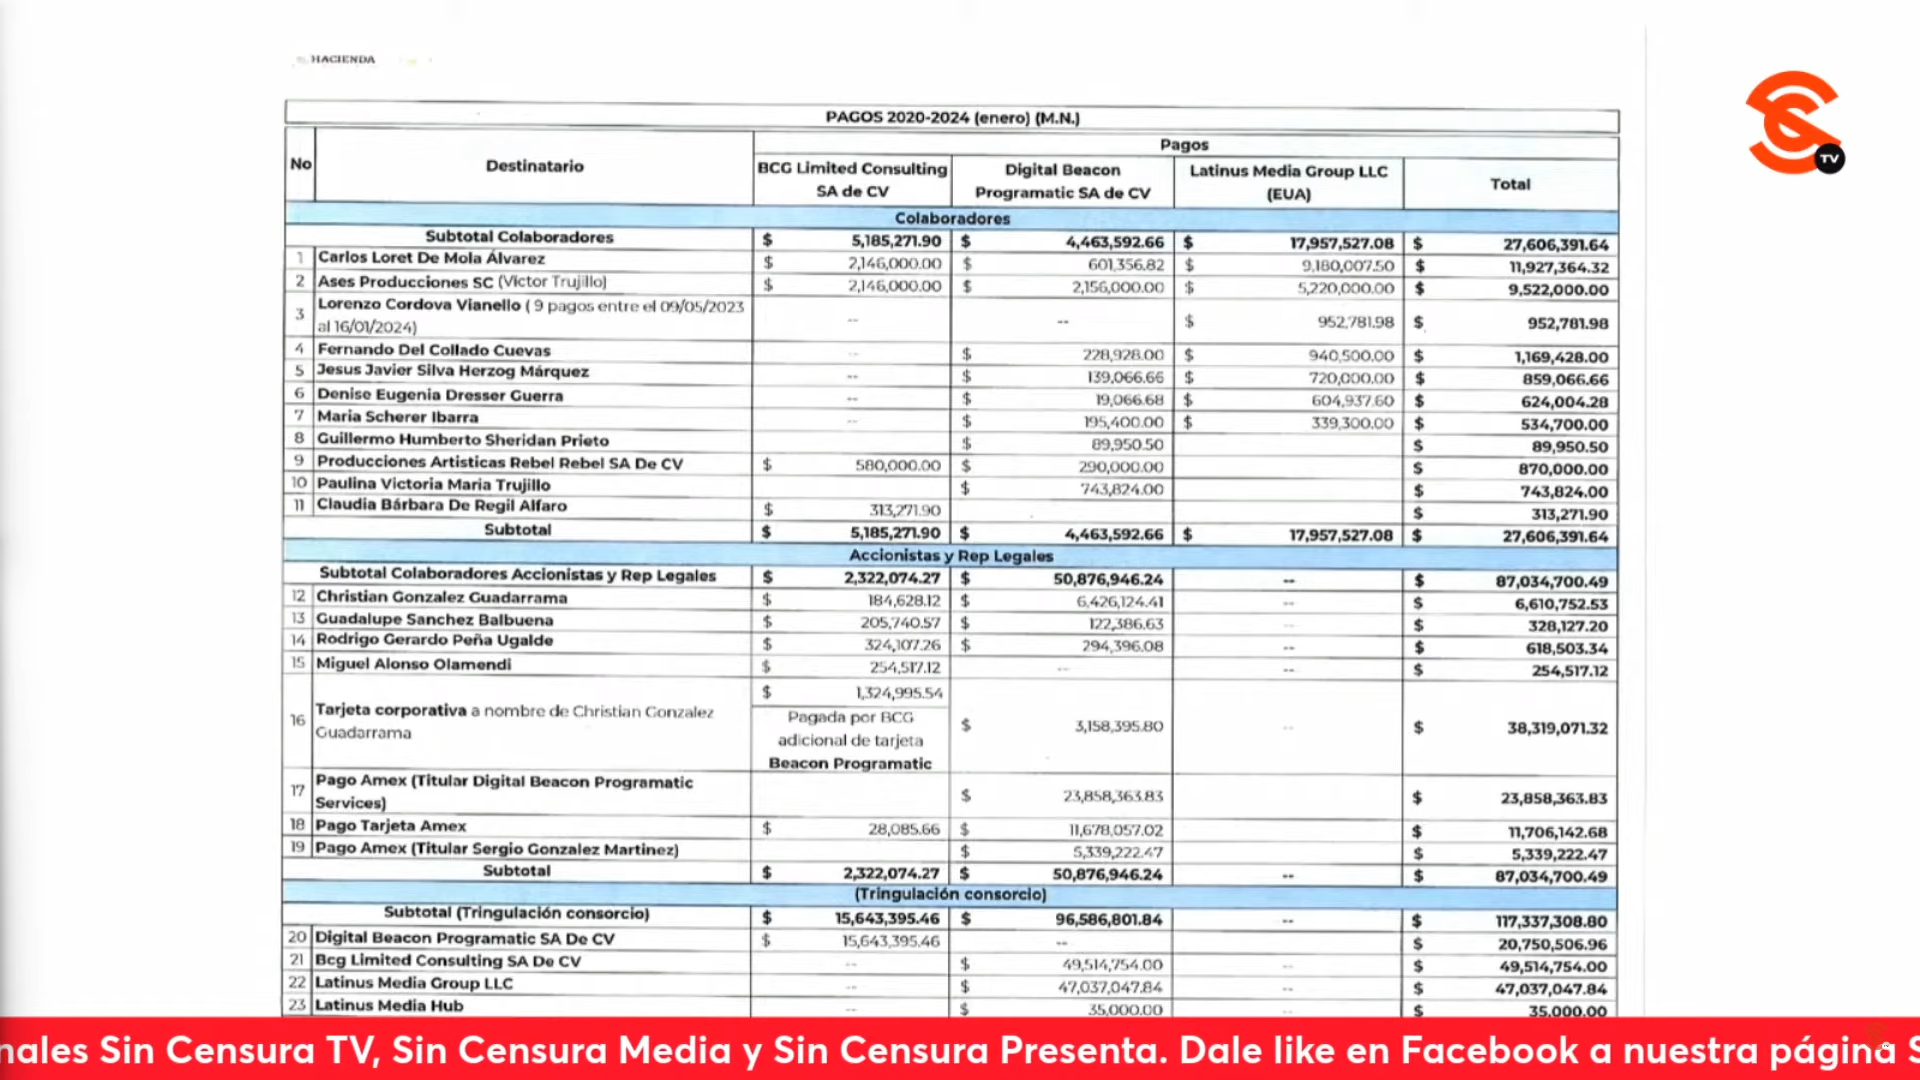 HACIENDA
TV
PAGOS 2020-2024 (enero) (M.N.)
No Destinatario Pagos
BCG Limited Consulting SA de CV Digital Beacon Programatic SA de CV Latinus Media Group LLC (EUA) Total
Colaboradores
Subtotal Colaboradores $ 5,185,271.90 $ 4,463,592.66 $ 17,957,527.08 $ 27,606,391.64
1 Carlos Loret De Mola Álvarez $ 2,146,000.00 $ 601,356.82 $ 9,180,007.50 $ 11,927,364.32
2 Ases Producciones SC (Víctor Trujillo) $ 2,146,000.00 $ 2,156,000.00 $ 5,220,000.00 $ 9,522,000.00
3 Lorenzo Cordova Vianello ( 9 pagos entre el 09/05/2023 al 16/01/2024) -- -- $ 952,781.98 $ 952,781.98
4 Fernando Del Collado Cuevas -- $ 228,928.00 $ 940,500.00 $ 1,169,428.00
5 Jesus Javier Silva Herzog Márquez -- $ 139,066.66 $ 720,000.00 $ 859,066.66
6 Denise Eugenia Dresser Guerra -- $ 19,066.68 $ 604,937.60 $ 624,004.28
7 Maria Scherer Ibarra -- $ 195,400.00 $ 339,300.00 $ 534,700.00
8 Guillermo Humberto Sheridan Prieto $ 89,950.50 $ 89,950.50
9 Producciones Artisticas Rebel Rebel SA De CV $ 580,000.00 $ 290,000.00 $ 870,000.00
10 Paulina Victoria Maria Trujillo $ 743,824.00 $ 743,824.00
11 Claudia Bárbara De Regil Alfaro $ 313,271.90 $ 313,271.90
Subtotal $ 5,185,271.90 $ 4,463,592.66 $ 17,957,527.08 $ 27,606,391.64
Accionistas y Rep Legales
Subtotal Colaboradores Accionistas y Rep Legales $ 2,322,074.27 $ 50,876,946.24 -- $ 87,034,700.49
12 Christian Gonzalez Guadarrama $ 184,628.12 $ 6,426,124.41 -- $ 6,610,752.53
13 Guadalupe Sanchez Balbuena $ 205,740.57 $ 122,386.63 -- $ 328,127.20
14 Rodrigo Gerardo Peña Ugalde $ 324,107.26 $ 294,396.08 -- $ 618,503.34
15 Miguel Alonso Olamendi $ 254,517.12 -- -- $ 254,517.12
16 Tarjeta corporativa a nombre de Christian Gonzalez Guadarrama $ 1,324,995.54 Pagada por BCG adicional de tarjeta Beacon Programatic $ 3,158,395.80 -- $ 38,319,071.32
17 Pago Amex (Titular Digital Beacon Programatic Services) $ 23,858,363.83 $ 23,858,363.83
18 Pago Tarjeta Amex $ 28,085.66 $ 11,678,057.02 $ 11,706,142.68
19 Pago Amex (Titular Sergio Gonzalez Martinez) $ 5,339,222.47 $ 5,339,222.47
Subtotal $ 2,322,074.27 $ 50,876,946.24 -- $ 87,034,700.49
(Tringulación consorcio)
Subtotal (Tringulación consorcio) $ 15,643,395.46 $ 96,586,801.84 -- $ 117,337,308.80
20 Digital Beacon Programatic SA De CV $ 15,643,395.46 -- $ 20,750,506.96
21 Bcg Limited Consulting SA De CV -- $ 49,514,754.00 -- $ 49,514,754.00
22 Latinus Media Group LLC -- $ 47,037,047.84 -- $ 47,037,047.84
23 Latinus Media Hub -- $ 35,000.00 -- $ 35,000.00
nales Sin Censura TV, Sin Censura Media y Sin Censura Presenta. Dale like en Facebook a nuestra página S